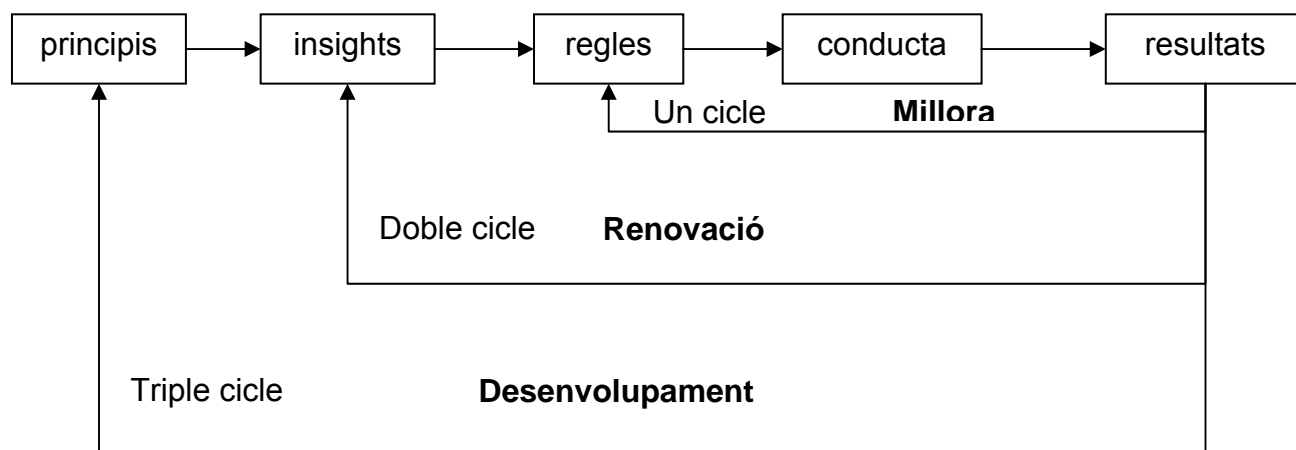 principis insights regles conducta resultats
Un cicle Millora
Doble cicle Renovació
Triple cicle Desenvolupament